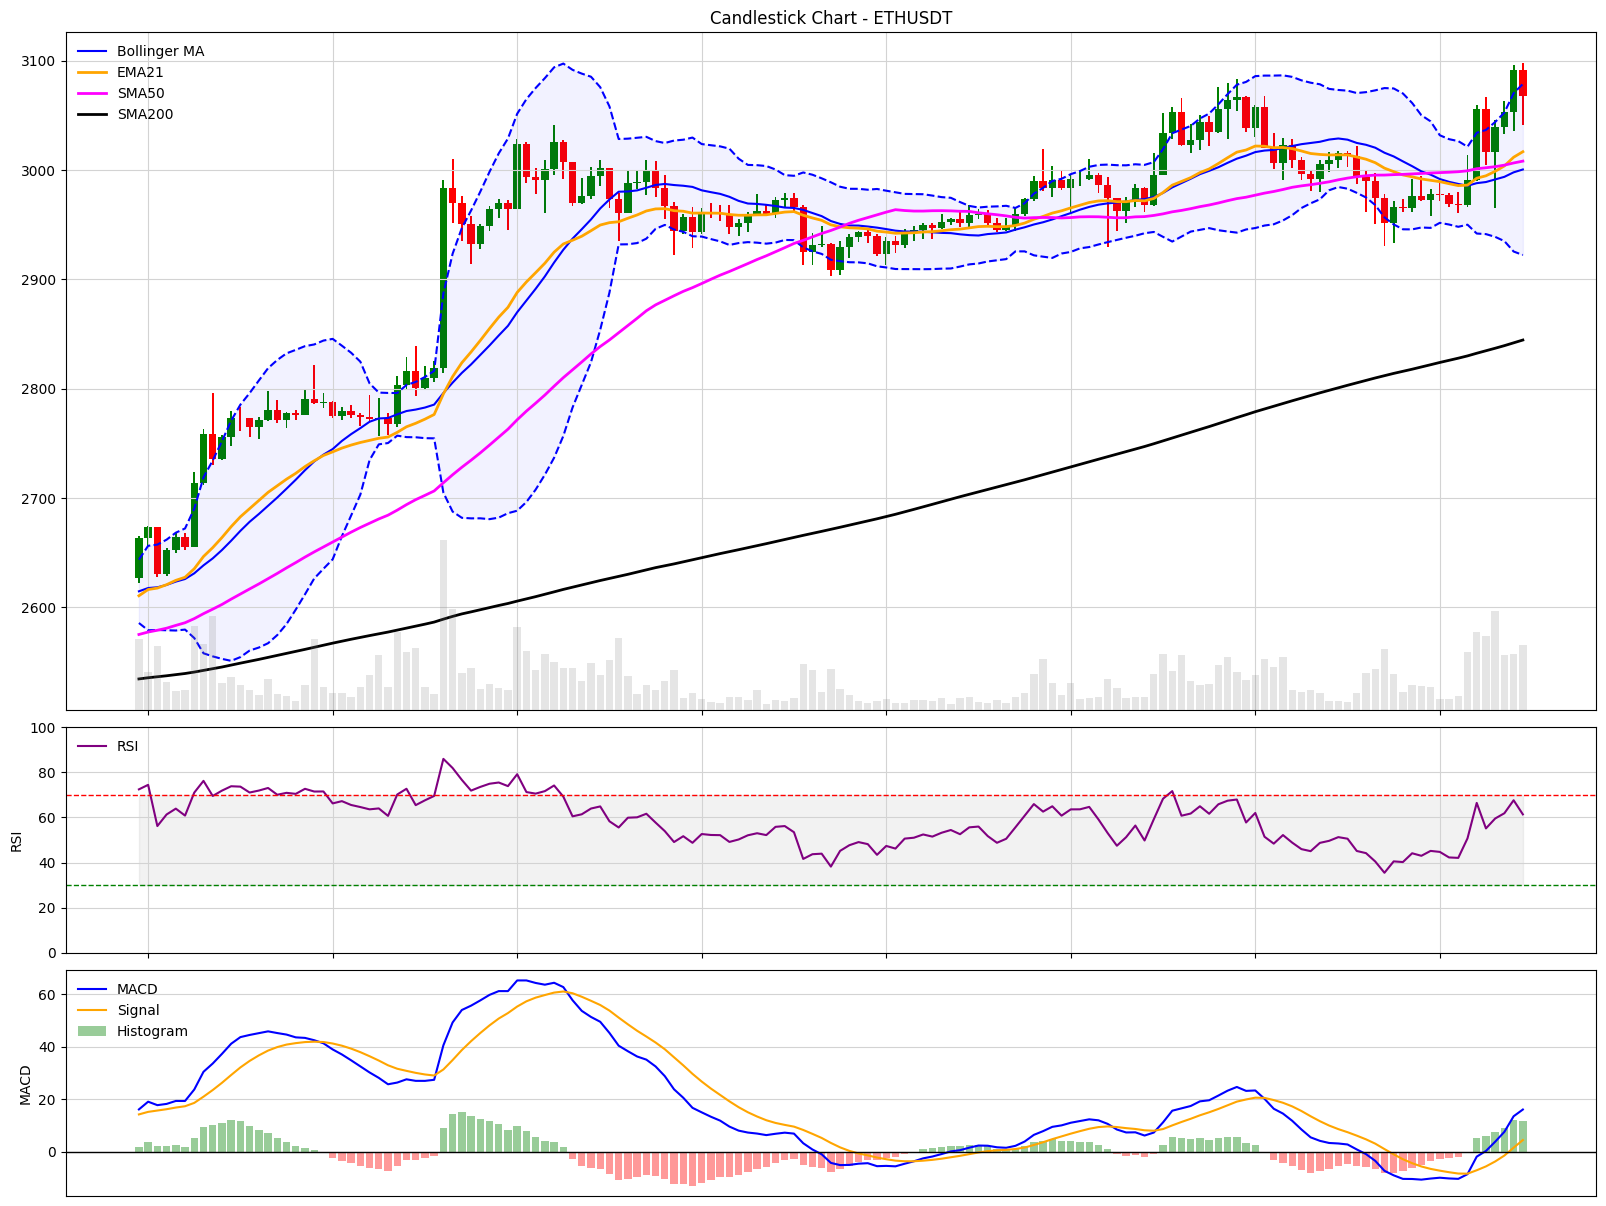 Candlestick Chart - ETHUSDT
Bollinger MA
EMA21
SMA50
SMA200
3100
3000
2900
2800
2700
2600
RSI
100
80
60
40
20
0
RSI
MACD
Signal
Histogram
60
40
20
0
MACD